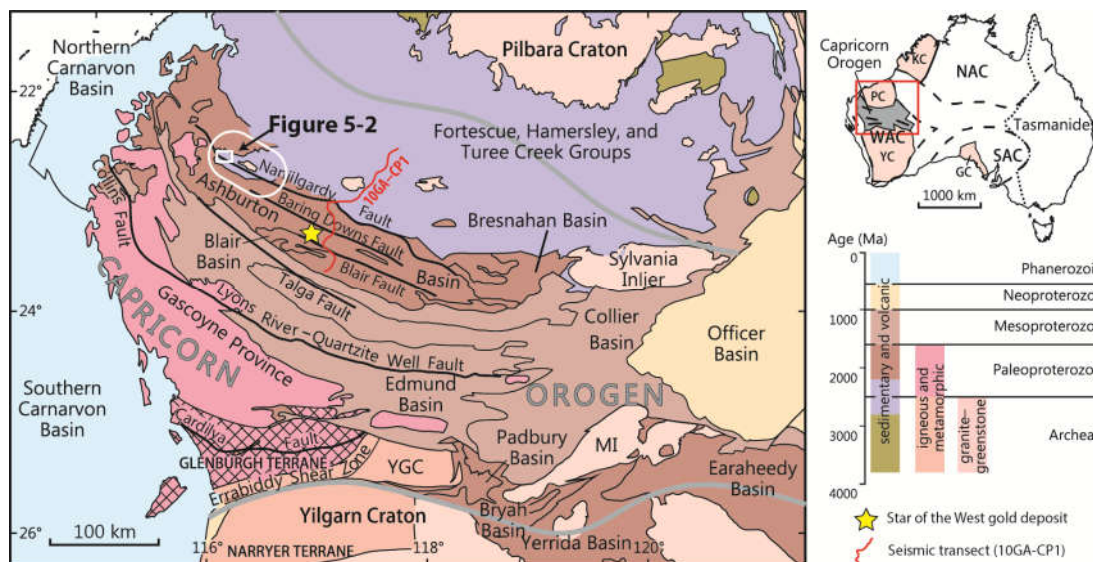 Northern
Carnarvon
Basin
Pilbara Craton
22°
Figure 5-2
Fortescue, Hamersley, and
Turee Creek Groups
Nanjilgardy
Fault
10GA-CP1
Ashburton
Basin
Baring Downs Fault
Bresnahan Basin
Collins Fault
Blair
Basin
Blair Fault
Sylvania
Inlier
Talga Fault
24°
Collier
Basin
Officer
Basin
CAPRICORN
OROGEN
Gascoyne Province
Lyons River–Quartzite Well Fault
Edmund
Basin
Southern
Carnarvon
Basin
Cardilya
Fault
GLENBURGH TERRANE
Errabiddy Shear Zone
YGC
Padbury
Basin
MI
Earaheedy
Basin
26°
Yilgarn Craton
Bryah
Basin
Yerrida Basin
100 km
116°
118°
120°
NARRYER TERRANE
Capricorn
Orogen
KC
NAC
PC
WAC
YC
GC
SAC
Tasmanide
1000 km
Age (Ma)
0
1000
2000
3000
4000
sedimentary and volcanic
igneous and
metamorphic
granite–
greenstone
Phanerozoi
Neoproterozo
Mesoproterozo
Paleoproterozo
Archea
Star of the West gold deposit
Seismic transect (10GA-CP1)